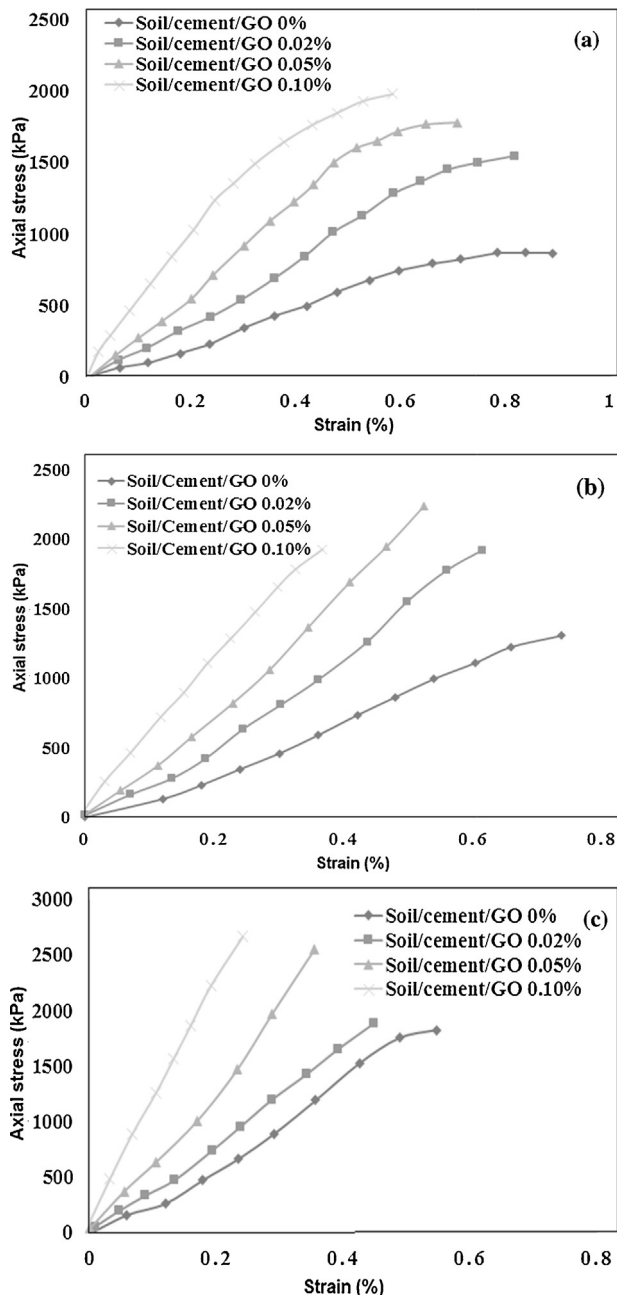 (a)
Soil/cement/GO 0%
Soil/cement/GO 0.02%
Soil/cement/GO 0.05%
Soil/cement/GO 0.10%
Axial stress (kPa)
2500
2000
1500
1000
500
0
0 0.2 0.4 0.6 0.8 1
Strain (%)
(b)
Soil/Cement/GO 0%
Soil/Cement/GO 0.02%
Soil/Cement/GO 0.05%
Soil/Cement/GO 0.10%
Axial stress (kPa)
2500
2000
1500
1000
500
0
0 0.2 0.4 0.6 0.8
Strain (%)
(c)
Soil/cement/GO 0%
Soil/cement/GO 0.02%
Soil/cement/GO 0.05%
Soil/cement/GO 0.10%
Axial stress (kPa)
3000
2500
2000
1500
1000
500
0
0 0.2 0.4 0.6 0.8
Strain (%)